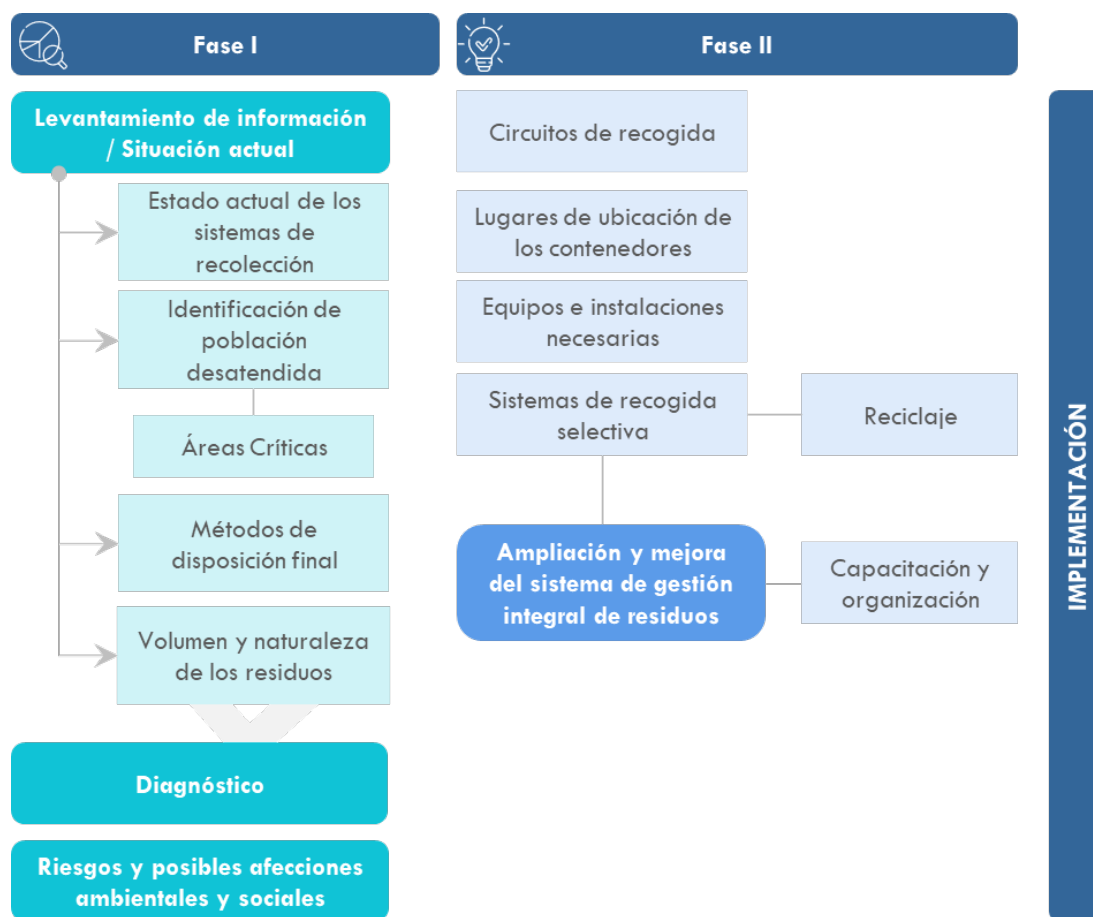 Fase I
Levantamiento de información
/ Situación actual
Estado actual de los
sistemas de
recolección
Identificación de
población
desatendida
Áreas Críticas
Métodos de
disposición final
Volumen y naturaleza
de los residuos
Diagnóstico
Riesgos y posibles afecciones
ambientales y sociales
Fase II
Circuitos de recogida
Lugares de ubicación de
los contenedores
Equipos e instalaciones
necesarias
Sistemas de recogida
selectiva
Reciclaje
Ampliación y mejora
del sistema de gestión
integral de residuos
Capacitación y
organización
IMPLEMENTACIÓN